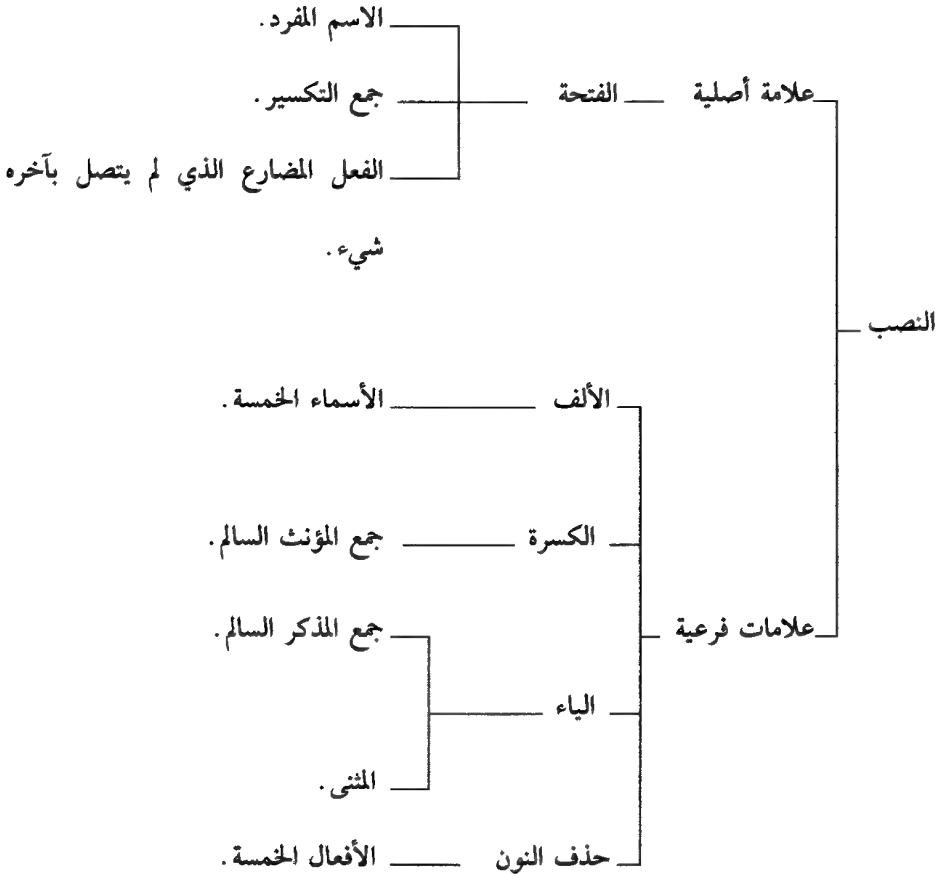 الاسم المفرد.
علامة أصلية الفتحة جمع التكسير.
الفعل المضارع الذي لم يتصل بآخره
شيء.
النصب
الألف الأسماء الخمسة.
الكسرة جمع المؤنث السالم.
علامات فرعية جمع المذكر السالم.
الياء
المثنى.
حذف النون الأفعال الخمسة.